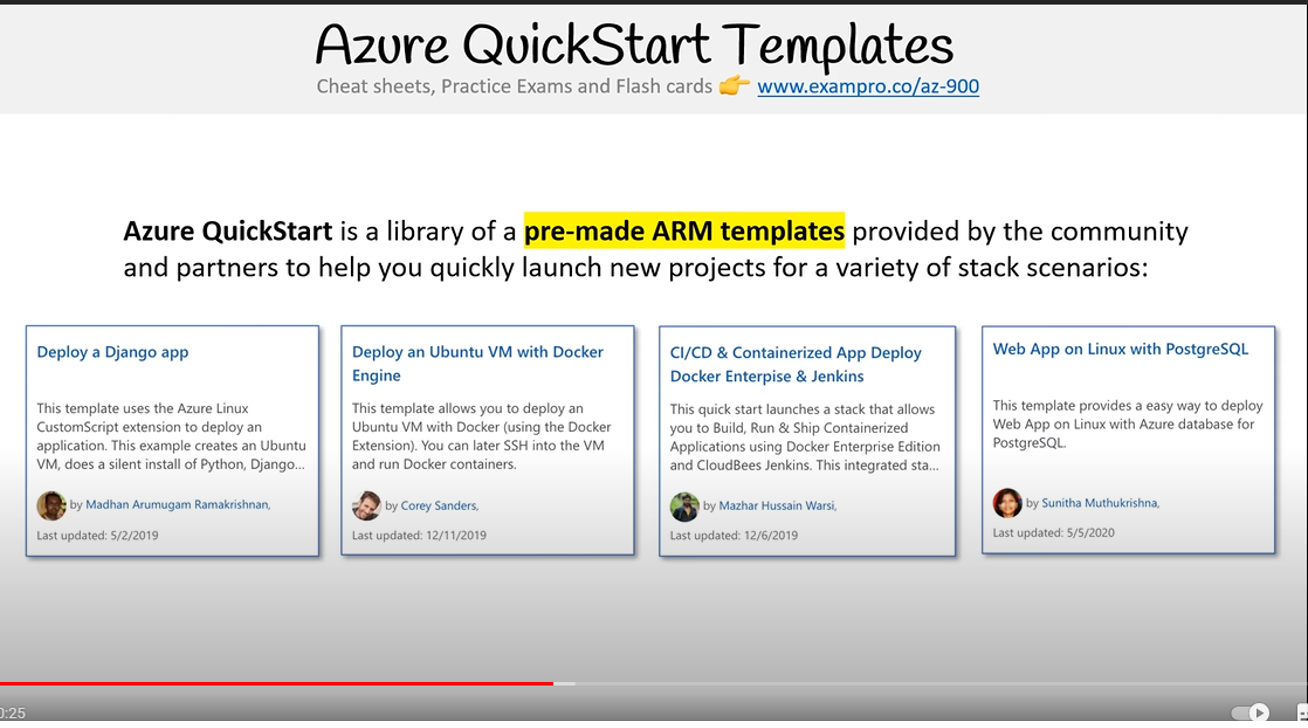 Azure QuickStart Templates
Cheat sheets, Practice Exams and Flash cards 👉 www.exampro.co/az-900
Azure QuickStart is a library of a pre-made ARM templates provided by the community
and partners to help you quickly launch new projects for a variety of stack scenarios:
Deploy a Django app
This template uses the Azure Linux
CustomScript extension to deploy an
application. This example creates an Ubuntu
VM, does a silent install of Python, Django...
by Madhan Arumugam Ramakrishnan,
Last updated: 5/2/2019
Deploy an Ubuntu VM with Docker
Engine
This template allows you to deploy an
Ubuntu VM with Docker (using the Docker
Extension). You can later SSH into the VM
and run Docker containers.
by Corey Sanders,
Last updated: 12/11/2019
CI/CD & Containerized App Deploy
Docker Enterpise & Jenkins
This quick start launches a stack that allows
you to Build, Run & Ship Containerized
Applications using Docker Enterprise Edition
and CloudBees Jenkins. This integrated sta...
by Mazhar Hussain Warsi,
Last updated: 12/6/2019
Web App on Linux with PostgreSQL
This template provides a easy way to deploy
Web App on Linux with Azure database for
PostgreSQL.
by Sunitha Muthukrishna,
Last updated: 5/5/2020
0:25